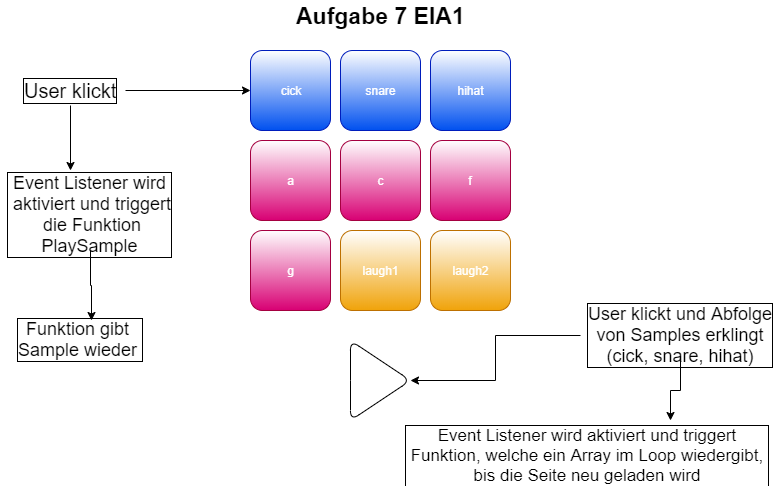 Aufgabe 7 EIA1
User klickt
cick
snare
hihat
Event Listener wird
aktiviert und triggert
die Funktion
PlaySample
a
c
f
g
laugh1
laugh2
Funktion gibt
Sample wieder
User klickt und Abfolge
von Samples erklingt
(cick, snare, hihat)
Event Listener wird aktiviert und triggert
Funktion, welche ein Array im Loop wiedergibt,
bis die Seite neu geladen wird